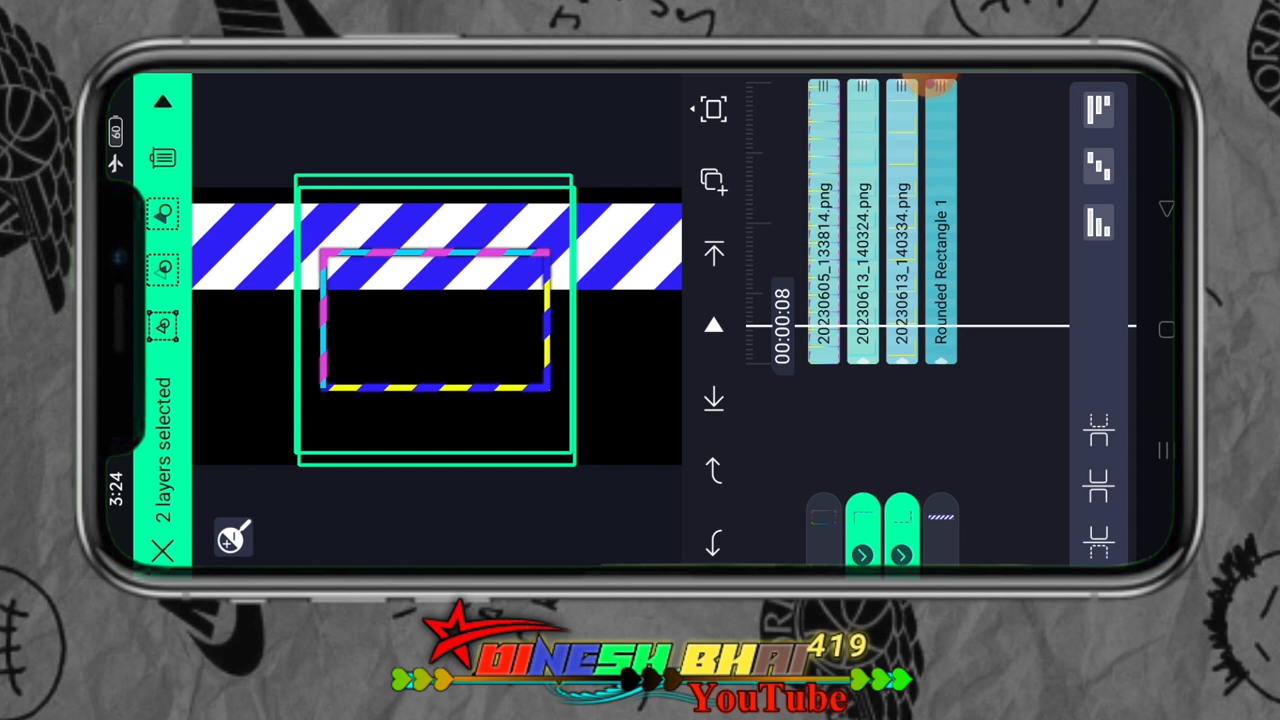 3:24
60
2 layers selected
00:00:08
20230605_133814.png
20230613_140324.png
20230613_140334.png
Rounded Rectangle 1
DINESH BHAI 419
YouTube